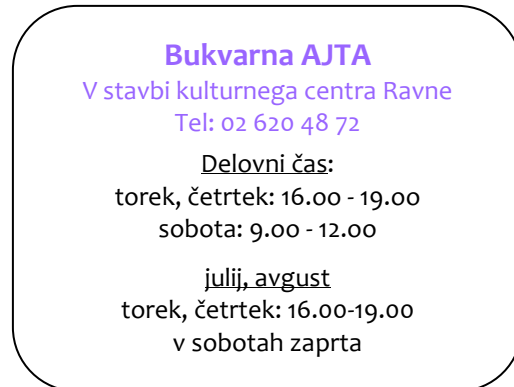 Bukvarna AJTA
V stavbi kulturnega centra Ravne
Tel: 02 620 48 72
Delovni čas:
torek, četrtek: 16.00 - 19.00
sobota: 9.00 - 12.00
julij, avgust
torek, četrtek: 16.00-19.00
v sobotah zaprta